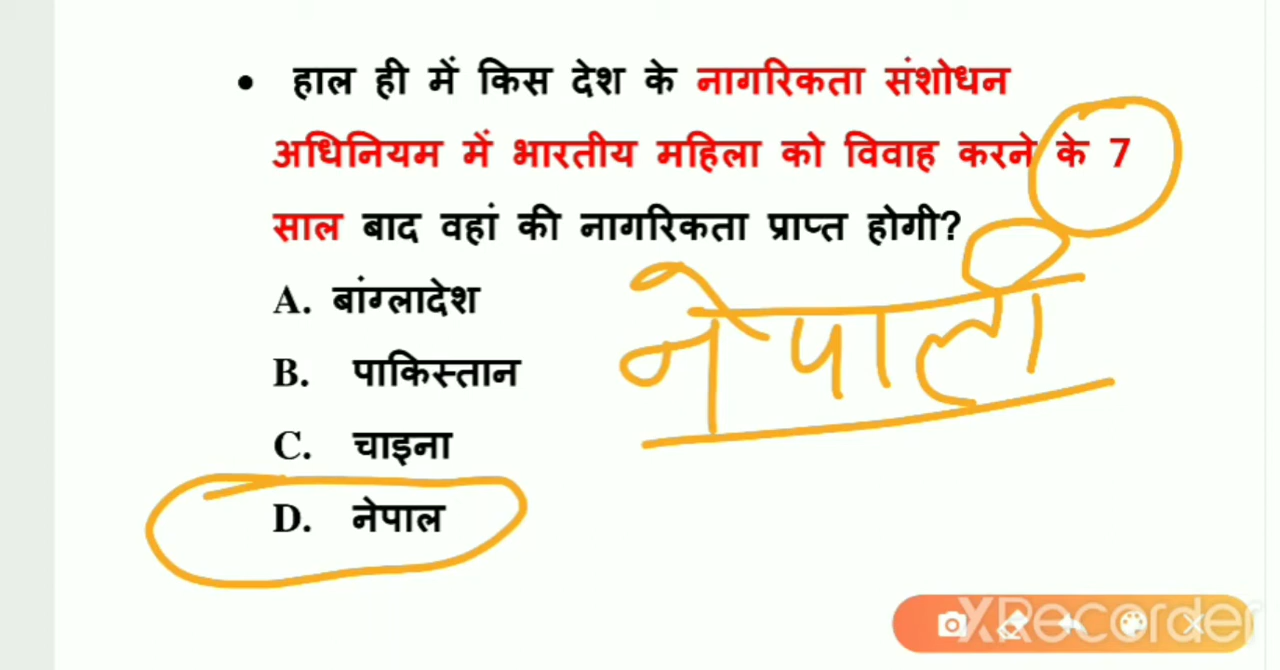 • हाल ही में किस देश के नागरिकता संशोधन
अधिनियम में भारतीय महिला को विवाह करने के 7
साल बाद वहां की नागरिकता प्राप्त होगी?
A. बांग्लादेश
नेपाली
B. पाकिस्तान
C. चाइना
D. नेपाल
XRecorder